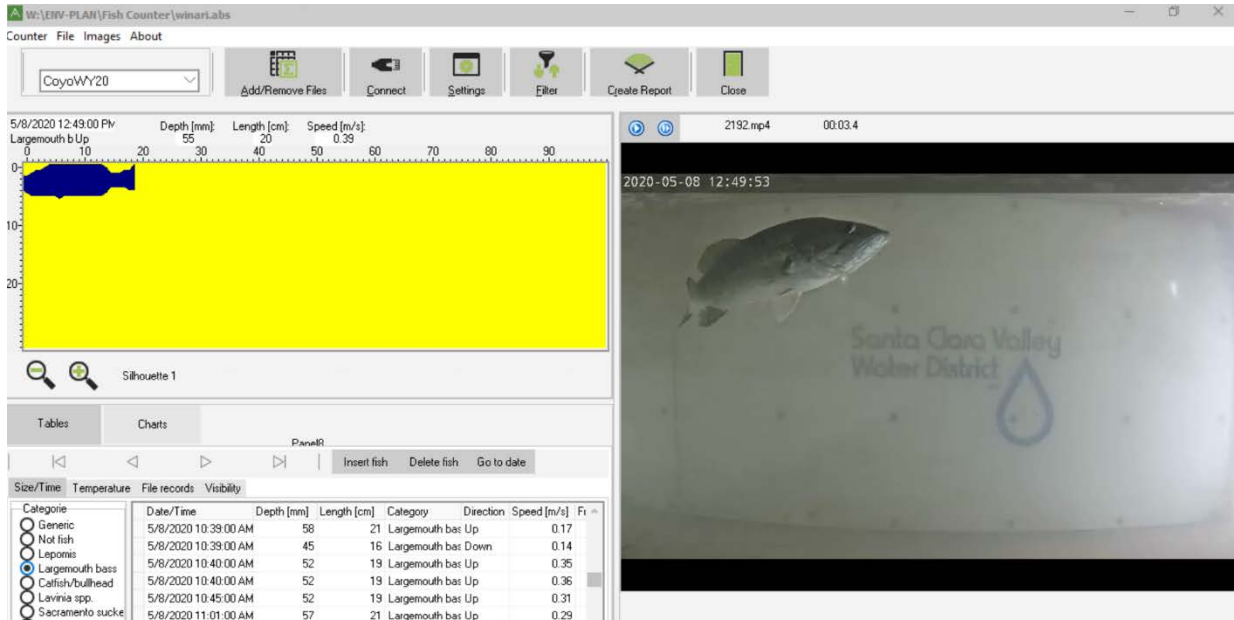 W:\ENV-PLAN\Fish Counter\winari.abs
Counter File Images About
CoyoWY20
Add/Remove Files
Connect
Settings
Filter
Create Report
Close
5/8/2020 12:49:00 PM
Depth [mm]: Length [cm]: Speed [m/s]:
Largemouth b Up 55 20 0.39
0 10 20 30 40 50 60 70 80 90
0
10
20
Silhouette 1
2192.mp4 00:03.4
2020-05-08 12:49:53
Santa Clara Valley
Water District
Tables Charts
Panel8
Insert fish Delete fish Go to date
Size/Time Temperature File records Visibility
Categorie
Generic
Not fish
Lepomis
Largemouth bass
Catfish/bullhead
Lavinia spp.
Sacramento sucke
Date/Time Depth [mm] Length [cm] Category Direction Speed [m/s] Fi
5/8/2020 10:39:00 AM 58 21 Largemouth bas Up 0.17
5/8/2020 10:39:00 AM 45 16 Largemouth bas Down 0.14
5/8/2020 10:40:00 AM 52 19 Largemouth bas Up 0.35
5/8/2020 10:40:00 AM 52 19 Largemouth bas Up 0.36
5/8/2020 10:45:00 AM 52 19 Largemouth bas Up 0.31
5/8/2020 11:01:00 AM 57 21 Largemouth bas Up 0.29